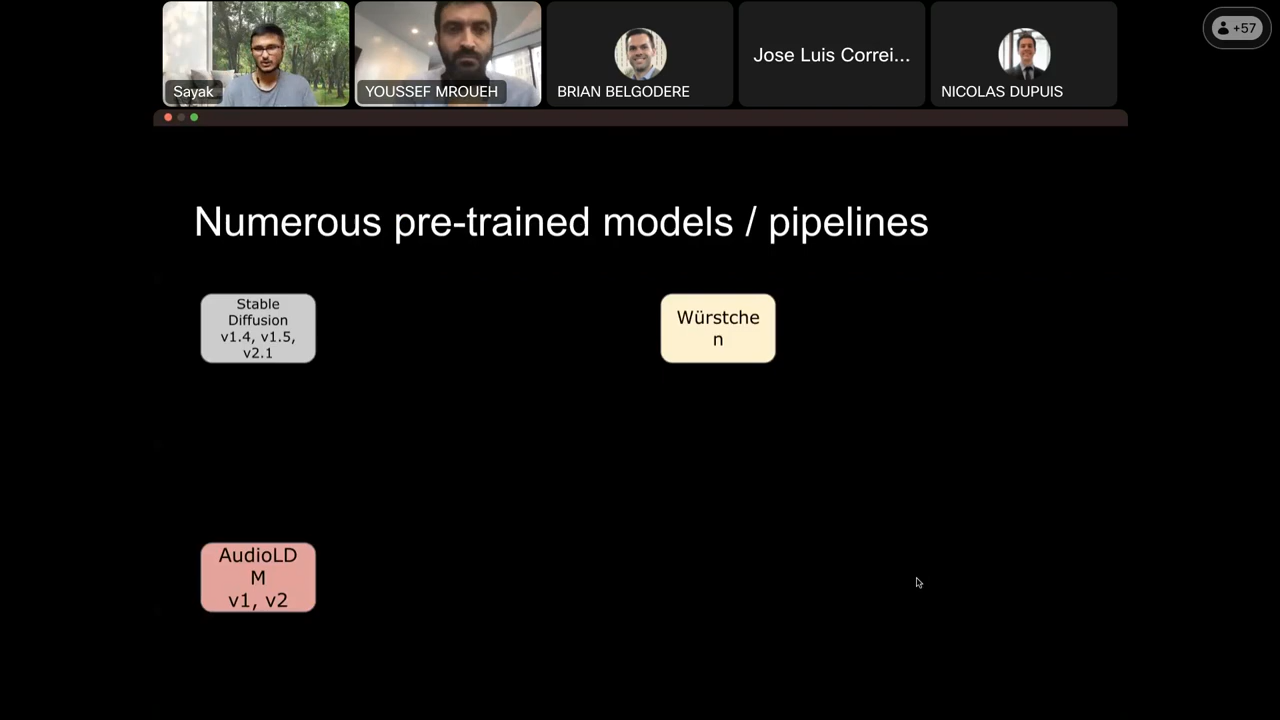 +57
Sayak
YOUSSEF MROUEH
BRIAN BELGODERE
Jose Luis Correi...
NICOLAS DUPUIS
Numerous pre-trained models / pipelines
Stable
Diffusion
v1.4, v1.5,
v2.1
Würstche
n
AudioLD
M
v1, v2